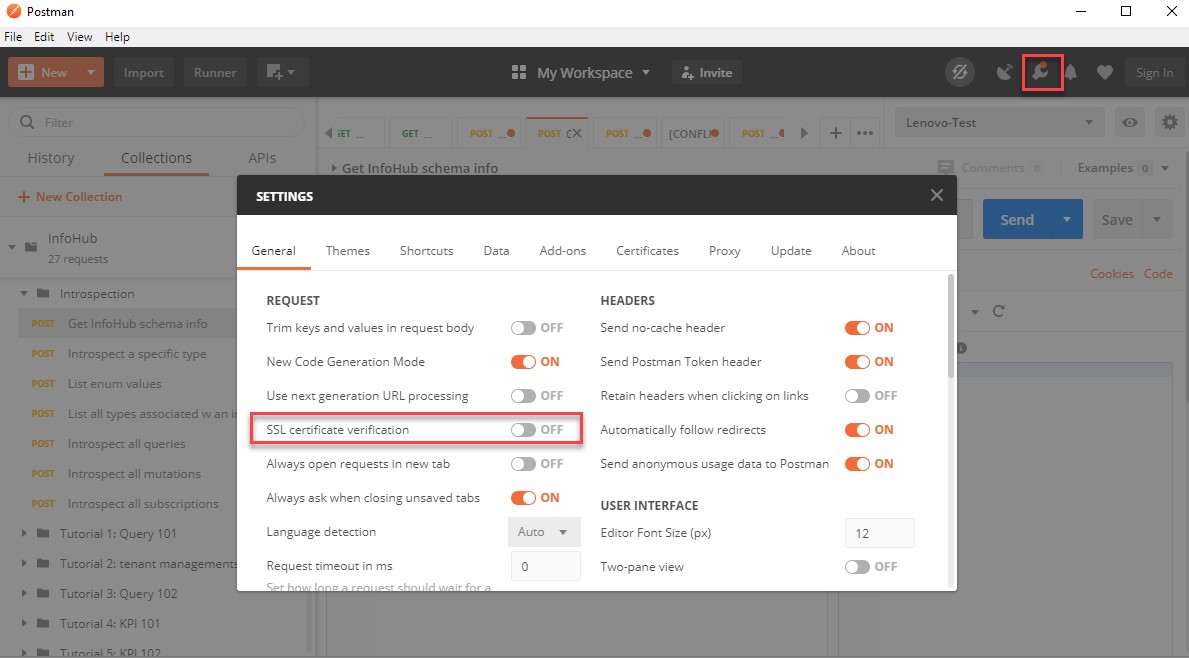 Postman
File Edit View Help
New Import Runner My Workspace Invite Sign In
Filter
History Collections APIs
New Collection
InfoHub
27 requests
Introspection
POST Get InfoHub schema info
POST Introspect a specific type
POST List enum values
POST List all types associated w an i
POST Introspect all queries
POST Introspect all mutations
POST Introspect all subscriptions
Tutorial 1: Query 101
Tutorial 2: tenant managements
Tutorial 3: Query 102
Tutorial 4: KPI 101
Tutorial 5: KPI 102
GET ... GET ... POST ... POST C POST ... [CONFLI POST ...
Lenovo-Test
Get InfoHub schema info
Comments 0 Examples 0
Send Save
Cookies Code
SETTINGS
General Themes Shortcuts Data Add-ons Certificates Proxy Update About
REQUEST
Trim keys and values in request body OFF
New Code Generation Mode ON
Use next generation URL processing OFF
SSL certificate verification OFF
Always open requests in new tab OFF
Always ask when closing unsaved tabs ON
Language detection Auto
Request timeout in ms 0
Set how long a request should wait for a
HEADERS
Send no-cache header ON
Send Postman Token header ON
Retain headers when clicking on links OFF
Automatically follow redirects ON
Send anonymous usage data to Postman ON
USER INTERFACE
Editor Font Size (px) 12
Two-pane view OFF